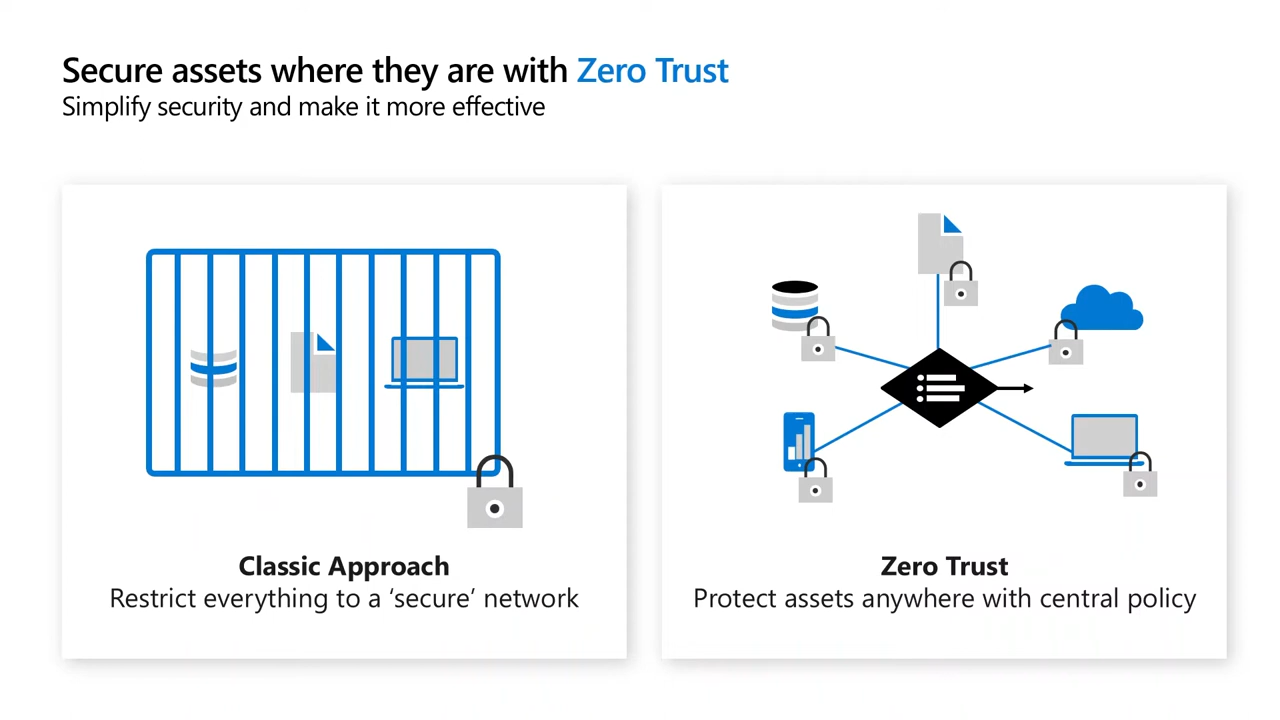 Secure assets where they are with Zero Trust
Simplify security and make it more effective
Classic Approach
Restrict everything to a ‘secure’ network
Zero Trust
Protect assets anywhere with central policy